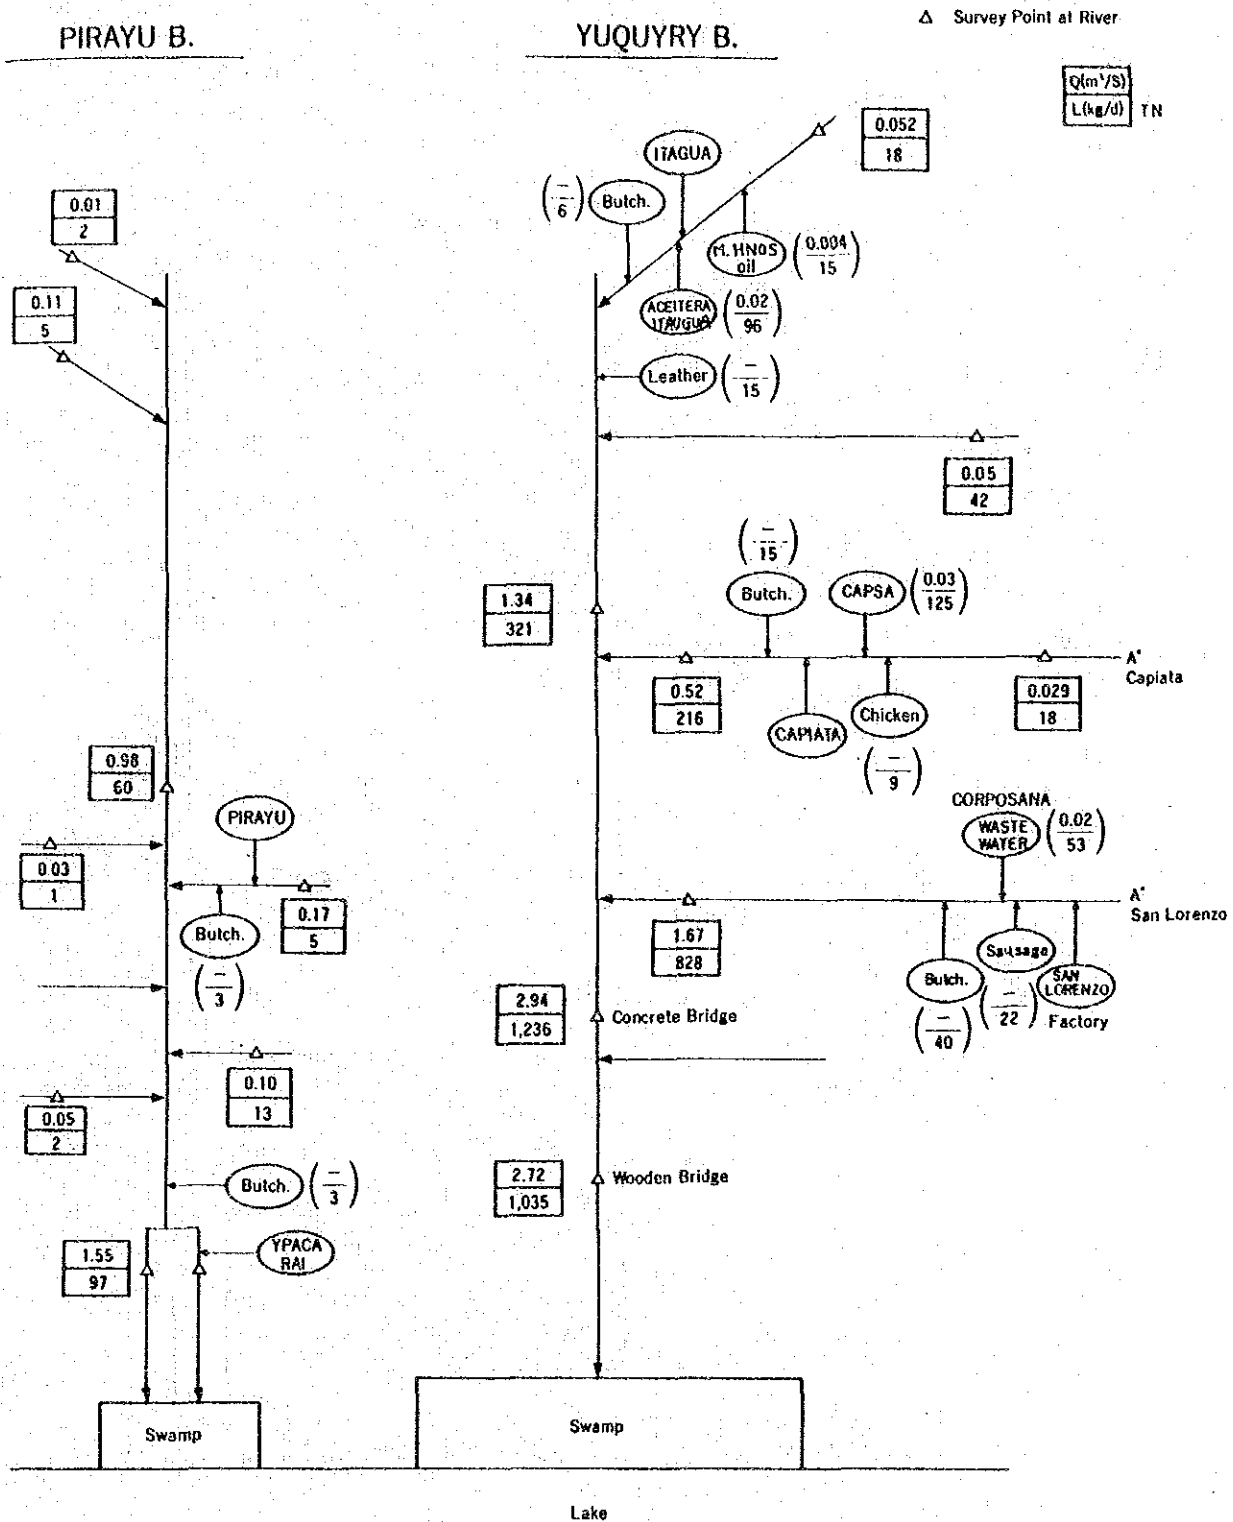 △ Survey Point at River
PIRAYU B.
YUQUYRY B.
Q(m³/S)
L(kg/d) TN
0.052
18
ITAGUA
(–/6) Butch.
M. HNOS
oil
(0.004/15)
ACEITERA
ITAUGUA
(0.02/96)
Leather (–/15)
0.05
42
(–/15)
Butch.
CAPSA (0.03/125)
1.34
321
A°
Capiata
0.52
216
CAPIATA
Chicken
(–/9)
0.029
18
CORPOSANA
WASTE
WATER
(0.02/53)
A°
San Lorenzo
1.67
828
Butch.
(–/40)
Sausage
(–/22)
SAN
LORENZO
Factory
2.94
1,236
Concrete Bridge
2.72
1,035
Wooden Bridge
Swamp
0.01
2
0.11
5
0.98
60
PIRAYU
0.03
1
0.17
5
Butch.
(–/3)
0.10
13
0.05
2
Butch. (–/3)
1.55
97
YPACA
RAI
Swamp
Lake